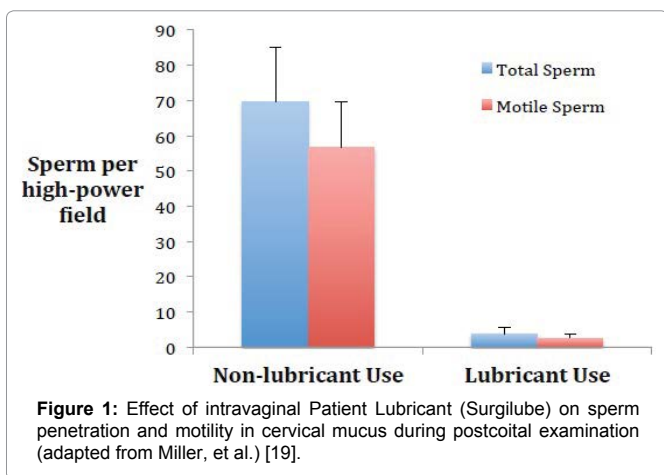 90
80
70
60
50
40
30
20
10
0
Sperm per
high-power
field
Total Sperm
Motile Sperm
Non-lubricant Use
Lubricant Use
Figure 1: Effect of intravaginal Patient Lubricant (Surgilube) on sperm
penetration and motility in cervical mucus during postcoital examination
(adapted from Miller, et al.) [19].